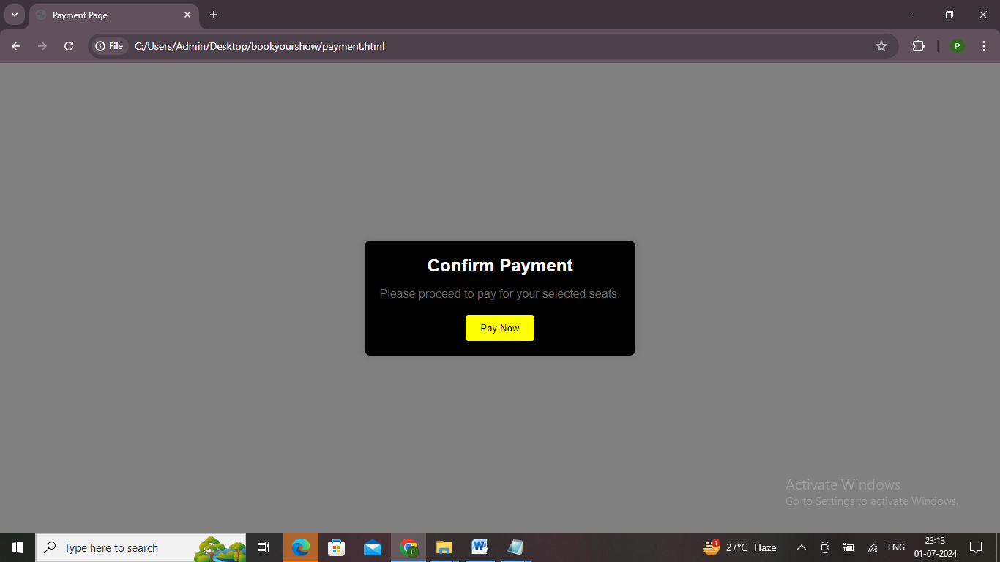 Payment Page
File
C:/Users/Admin/Desktop/bookyourshow/payment.html
P
Confirm Payment
Please proceed to pay for your selected seats.
Pay Now
Activate Windows
Go to Settings to activate Windows.
Type here to search
W
P
1
27°C Haze
ENG
23:13
01-07-2024